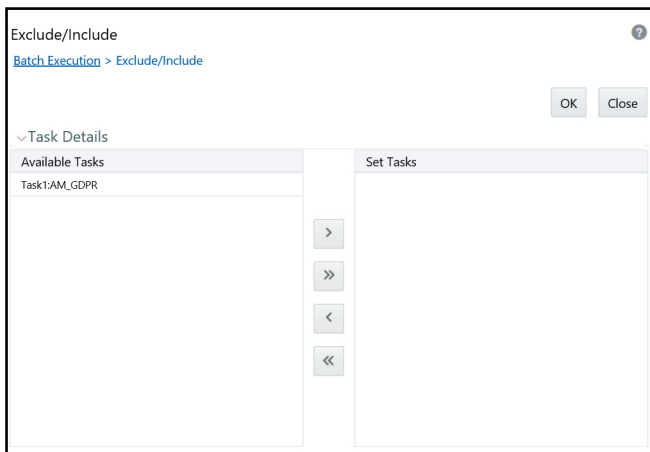 Exclude/Include
?
Batch Execution > Exclude/Include
OK Close
Task Details
Available Tasks Set Tasks
Task1:AM_GDPR
>
»
<
«